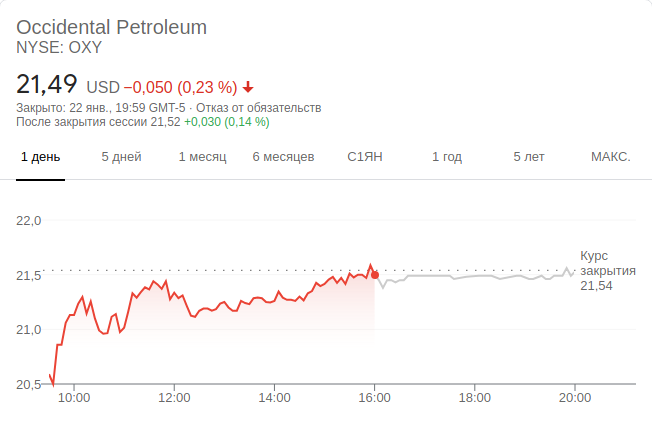 Occidental Petroleum
NYSE: OXY
21,49 USD −0,050 (0,23 %)
Закрыто: 22 янв., 19:59 GMT-5 · Отказ от обязательств
После закрытия сессии 21,52 +0,030 (0,14 %)
1 день 5 дней 1 месяц 6 месяцев С1ЯН 1 год 5 лет МАКС.
22,0
Курс
закрытия
21,54
21,5
21,0
20,5
10:00 12:00 14:00 16:00 18:00 20:00